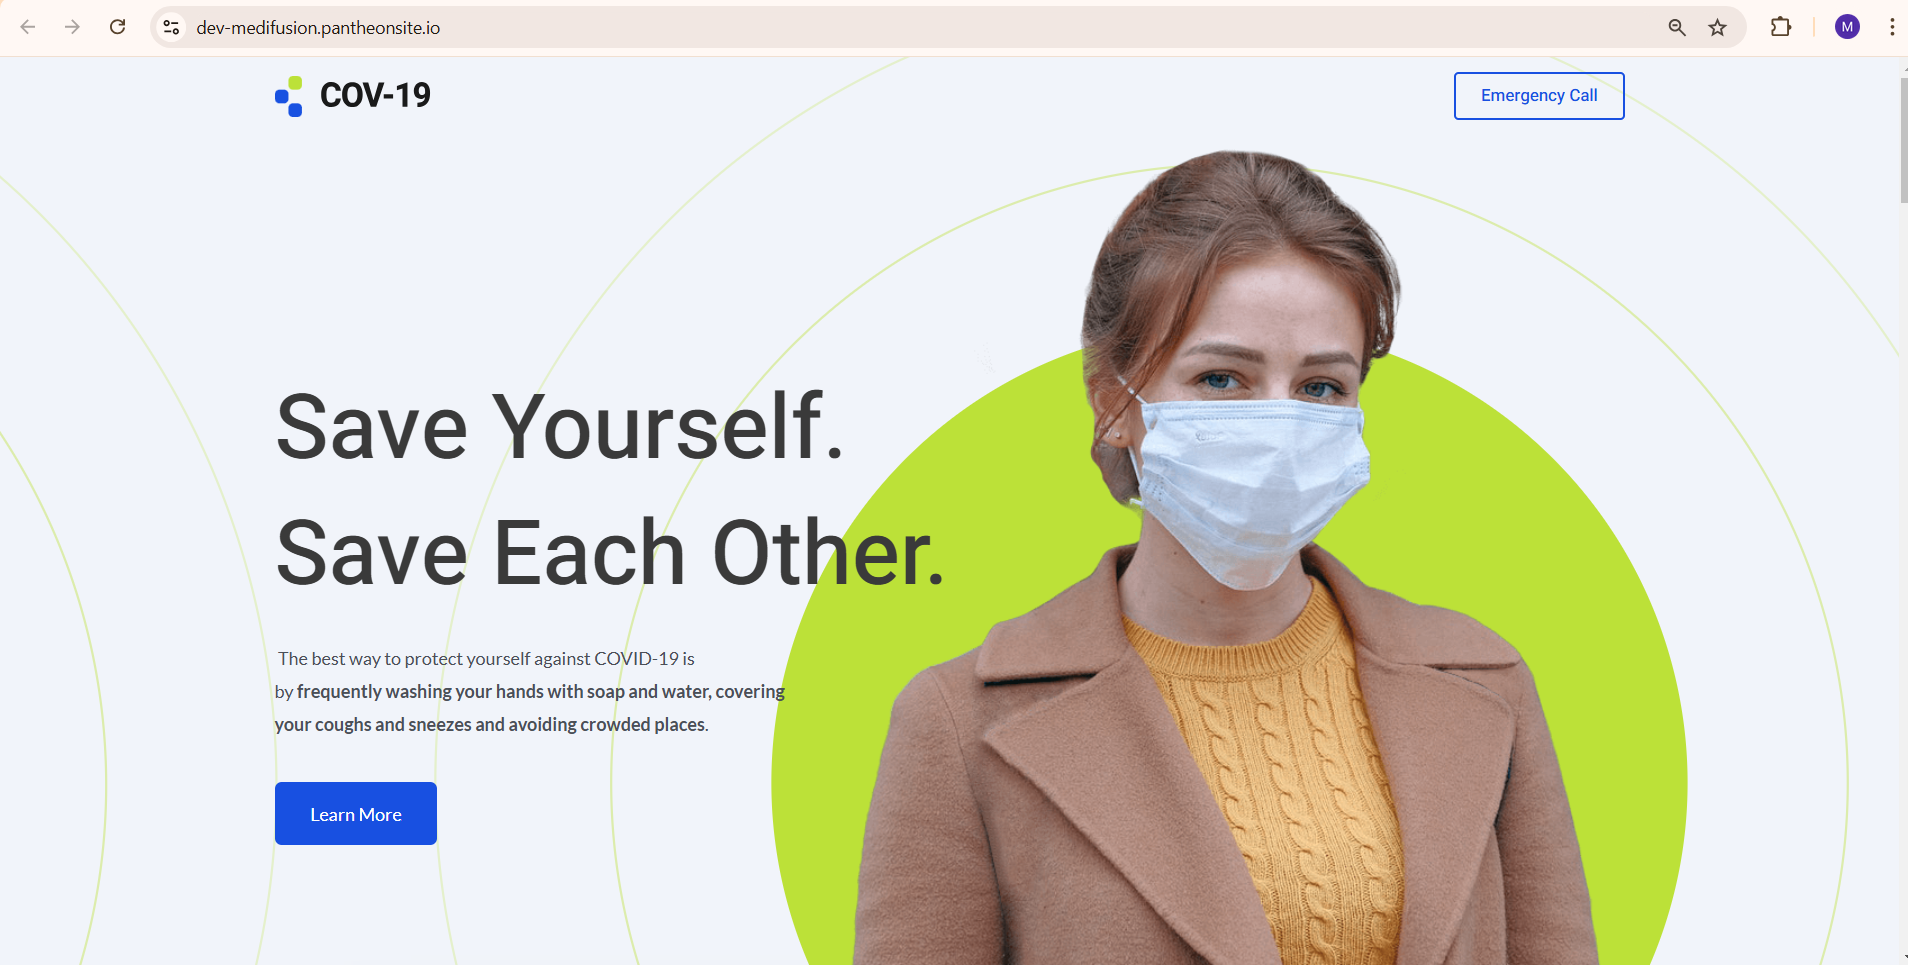 dev-medifusion.pantheonsite.io
M
COV-19
Emergency Call
Save Yourself.
Save Each Other.
The best way to protect yourself against COVID-19 is
by frequently washing your hands with soap and water, covering
your coughs and sneezes and avoiding crowded places.
Learn More